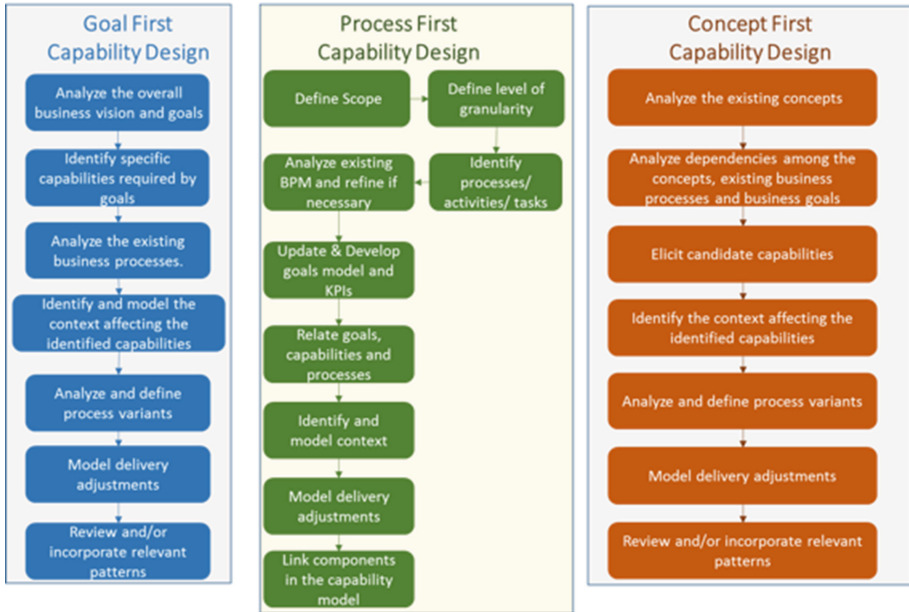 Goal First
Capability Design
Analyze the overall
business vision and goals
Identify specific
capabilities required by
goals
Analyze the existing
business processes.
Identify and model the
context affecting the
identified capabilities
Analyze and define
process variants
Model delivery
adjustments
Review and/or
incorporate relevant
patterns
Process First
Capability Design
Define Scope
Define level of
granularity
Identify
processes/
activities/ tasks
Analyze existing
BPM and refine if
necessary
Update & Develop
goals model and
KPIs
Relate goals,
capabilities and
processes
Identify and
model context
Model delivery
adjustments
Link components
in the capability
model
Concept First
Capability Design
Analyze the existing concepts
Analyze dependencies among
the concepts, existing business
processes and business goals
Elicit candidate capabilities
Identify the context affecting the
identified capabilities
Analyze and define process variants
Model delivery adjustments
Review and/or incorporate relevant
patterns